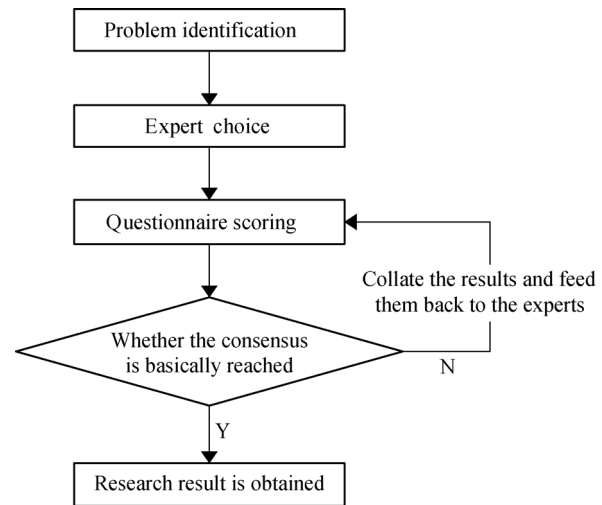 Problem identification
Expert choice
Questionnaire scoring
Collate the results and feed
them back to the experts
Whether the consensus
is basically reached
N
Y
Research result is obtained